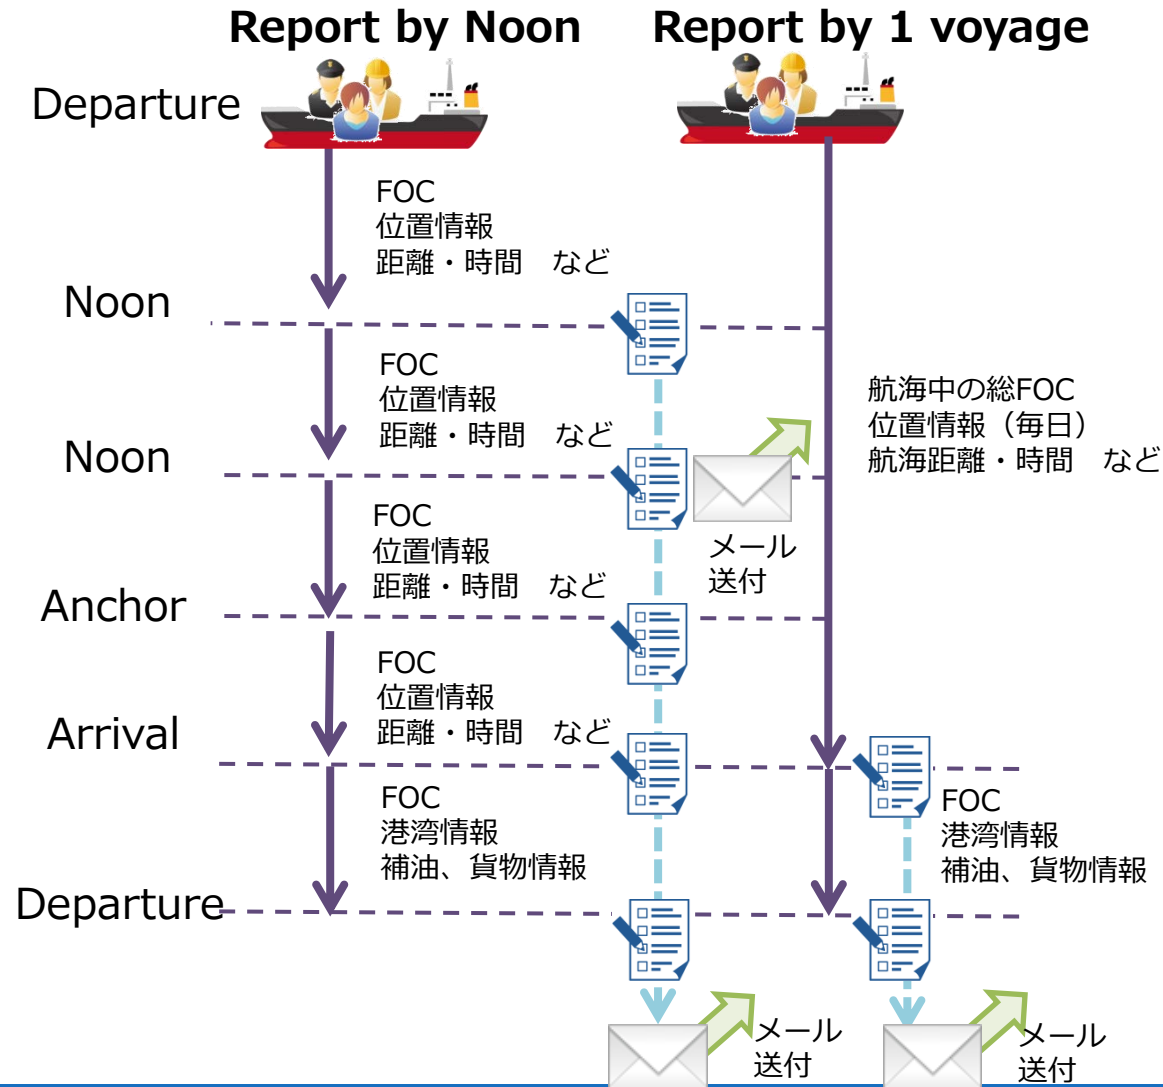 Report by Noon
Report by 1 voyage
Departure
FOC
位置情報
距離・時間　など
Noon
FOC
位置情報
距離・時間　など
航海中の総FOC
位置情報（毎日）
航海距離・時間　など
Noon
メール
送付
FOC
位置情報
距離・時間　など
Anchor
FOC
位置情報
距離・時間　など
Arrival
FOC
港湾情報
補油、貨物情報
FOC
港湾情報
補油、貨物情報
Departure
メール
送付
メール
送付